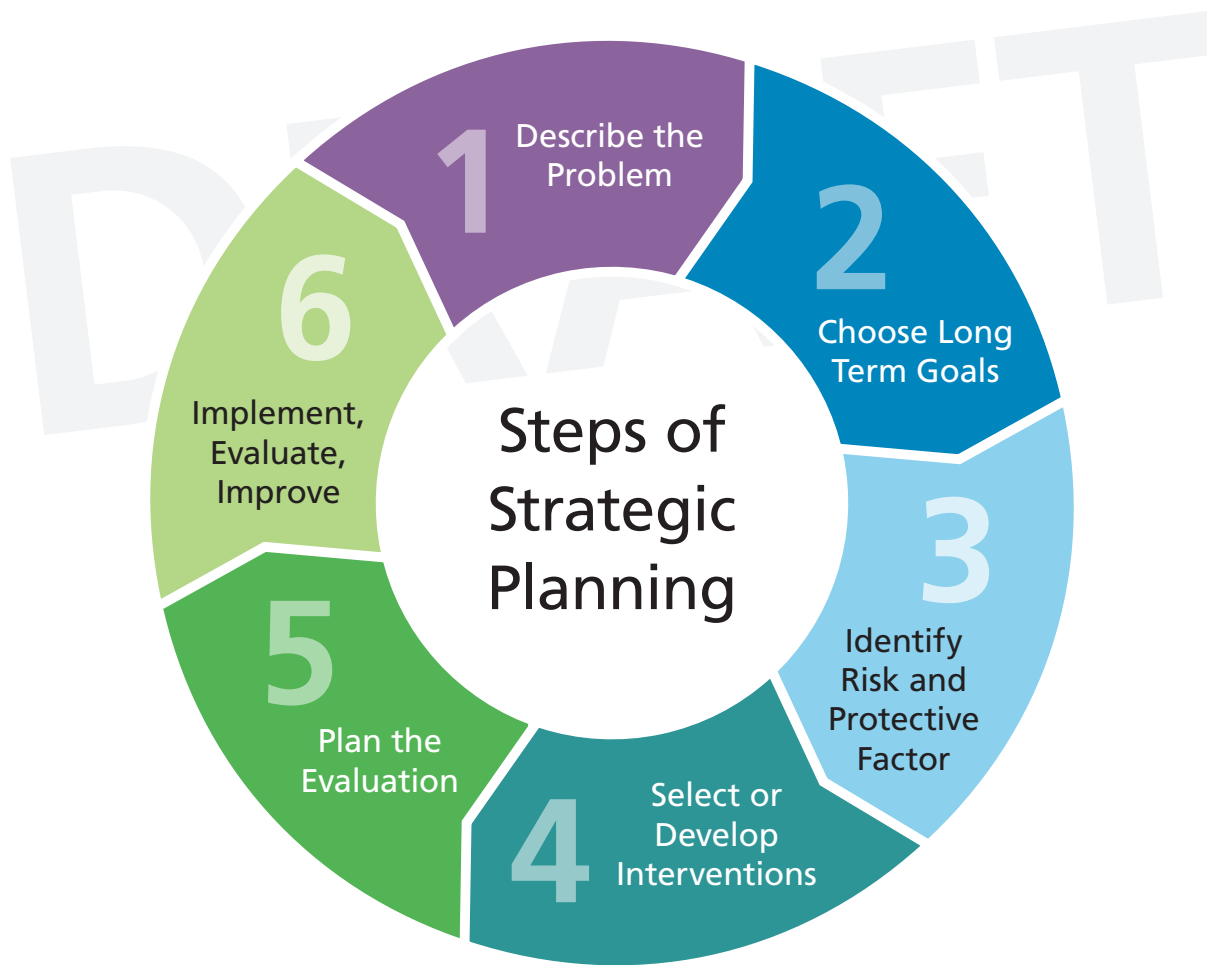 DRAFT
1
Describe the
Problem
2
Choose Long
Term Goals
3
Identify
Risk and
Protective
Factor
4
Select or
Develop
Interventions
5
Plan the
Evaluation
6
Implement,
Evaluate,
Improve
Steps of
Strategic
Planning